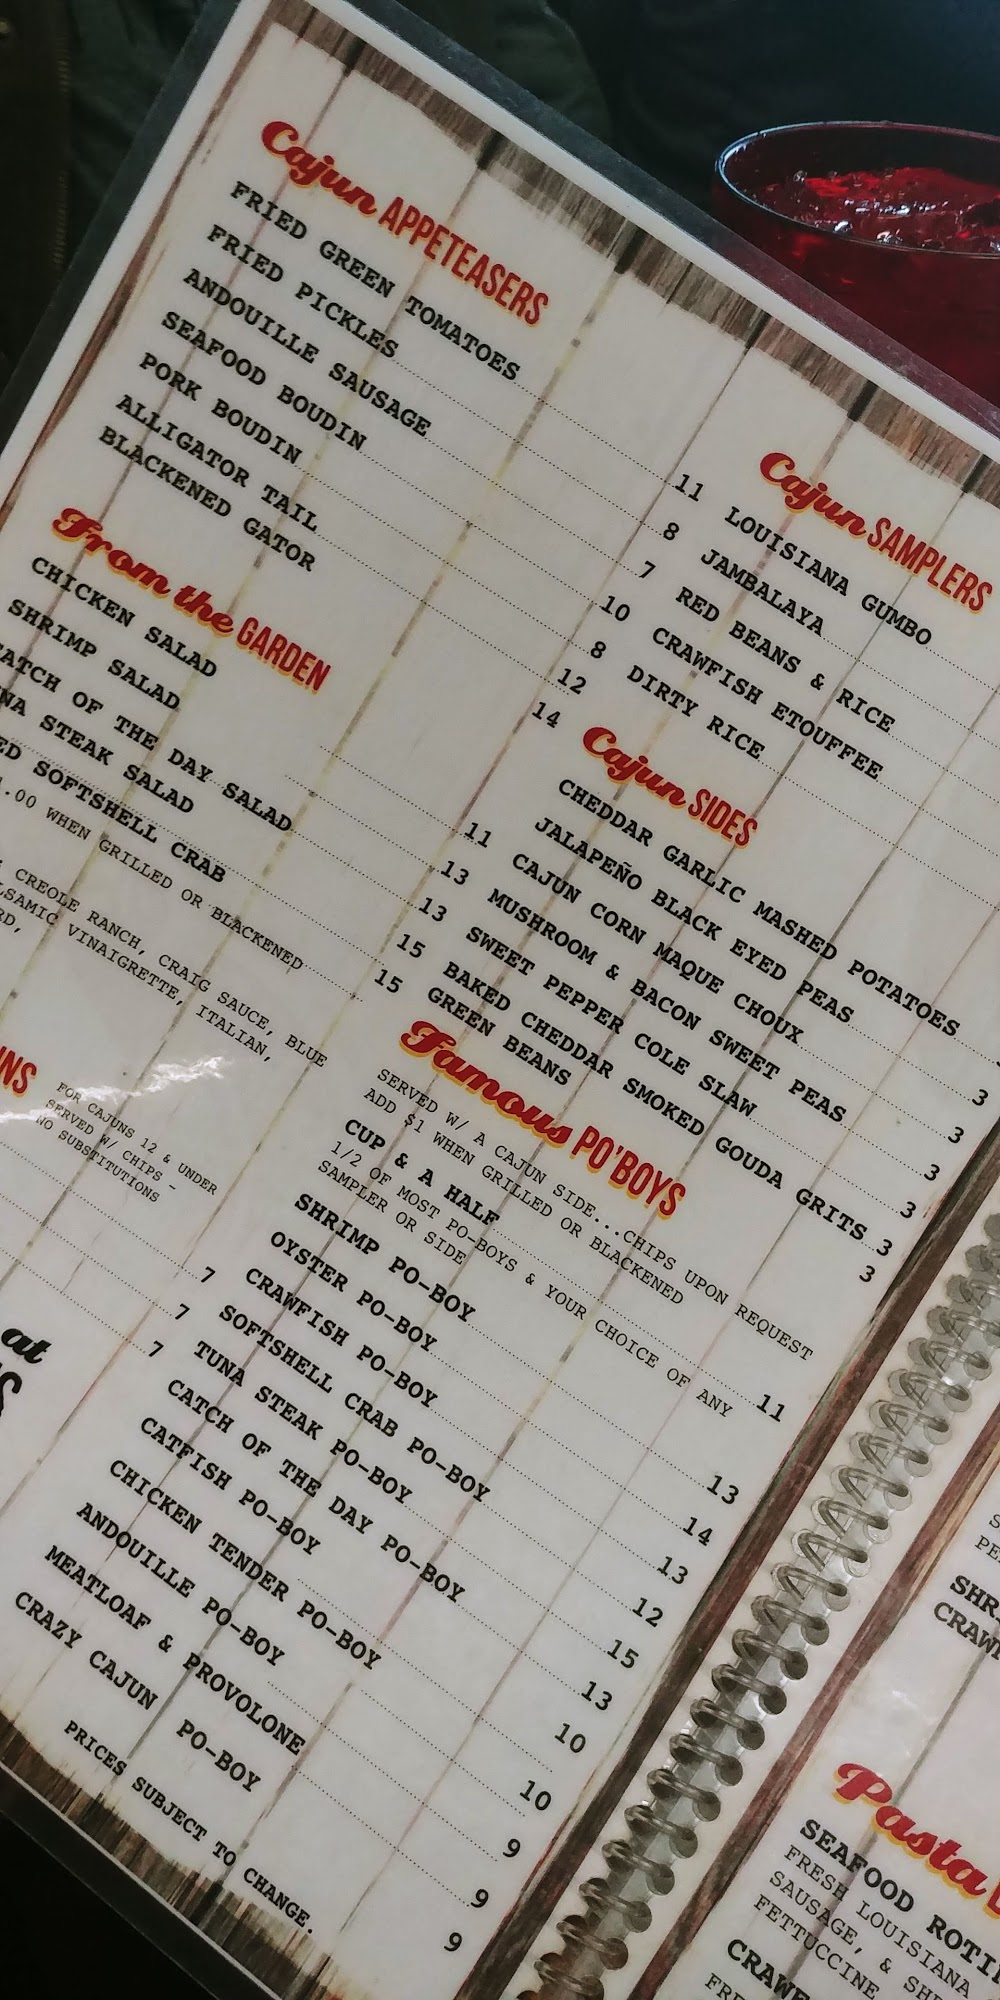 Cajun APPETEASERS
FRIED GREEN TOMATOES 11
FRIED PICKLES 8
ANDOUILLE SAUSAGE 7
SEAFOOD BOUDIN 10
PORK BOUDIN 8
ALLIGATOR TAIL 12
BLACKENED GATOR 14
From the GARDEN
CHICKEN SALAD 11
SHRIMP SALAD 13
CATCH OF THE DAY SALAD 13
TUNA STEAK SALAD 15
SOFTSHELL CRAB 15
.00 WHEN GRILLED OR BLACKENED
CREOLE RANCH, CRAIG SAUCE, BLUE
BALSAMIC VINAIGRETTE, ITALIAN,
FOR CAJUNS 12 & UNDER
SERVED W/ CHIPS -
NO SUBSTITUTIONS
7
7
7
at
Cajun SAMPLERS
LOUISIANA GUMBO
JAMBALAYA
RED BEANS & RICE
CRAWFISH ETOUFFEE
DIRTY RICE
Cajun SIDES
CHEDDAR GARLIC MASHED POTATOES
JALAPEÑO BLACK EYED PEAS 3
CAJUN CORN MAQUE CHOUX 3
MUSHROOM & BACON SWEET PEAS 3
SWEET PEPPER COLE SLAW 3
BAKED CHEDDAR SMOKED GOUDA GRITS 3
GREEN BEANS 3
Famous PO'BOYS
SERVED W/ A CAJUN SIDE...CHIPS UPON REQUEST
ADD $1 WHEN GRILLED OR BLACKENED
CUP & A HALF 11
1/2 OF MOST PO-BOYS & YOUR CHOICE OF ANY
SAMPLER OR SIDE
SHRIMP PO-BOY 13
OYSTER PO-BOY 14
CRAWFISH PO-BOY 13
SOFTSHELL CRAB PO-BOY 12
TUNA STEAK PO-BOY 15
CATCH OF THE DAY PO-BOY 13
CATFISH PO-BOY 10
CHICKEN TENDER PO-BOY 10
ANDOUILLE PO-BOY 9
MEATLOAF & PROVOLONE 9
CRAZY CAJUN PO-BOY 9
PRICES SUBJECT TO CHANGE.
Pasta
SEAFOOD
FRESH LOUISIANA
SAUSAGE, &
FETTUCCINE